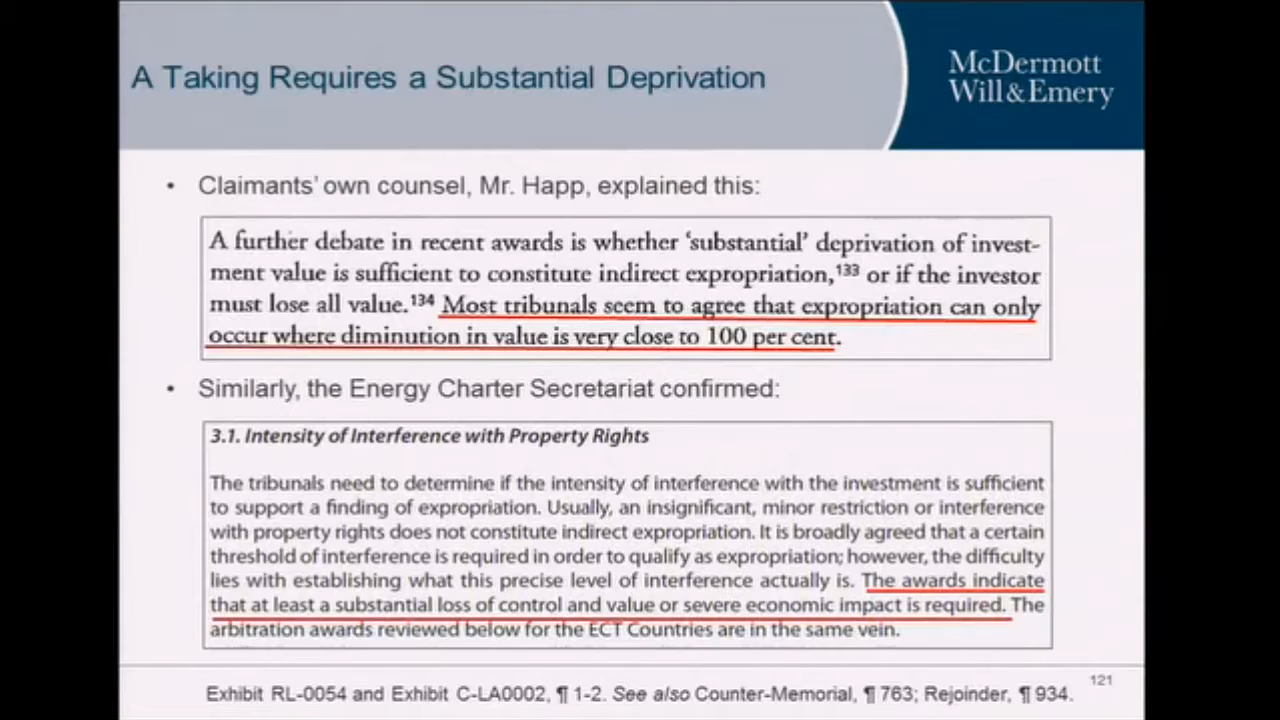 A Taking Requires a Substantial Deprivation
McDermott
Will & Emery
• Claimants' own counsel, Mr. Happ, explained this:
A further debate in recent awards is whether 'substantial' deprivation of invest-
ment value is sufficient to constitute indirect expropriation,133 or if the investor
must lose all value.134 Most tribunals seem to agree that expropriation can only
occur where diminution in value is very close to 100 per cent.
• Similarly, the Energy Charter Secretariat confirmed:
3.1. Intensity of Interference with Property Rights
The tribunals need to determine if the intensity of interference with the investment is sufficient
to support a finding of expropriation. Usually, an insignificant, minor restriction or interference
with property rights does not constitute indirect expropriation. It is broadly agreed that a certain
threshold of interference is required in order to qualify as expropriation; however, the difficulty
lies with establishing what this precise level of interference actually is. The awards indicate
that at least a substantial loss of control and value or severe economic impact is required. The
arbitration awards reviewed below for the ECT Countries are in the same vein.
Exhibit RL-0054 and Exhibit C-LA0002, ¶ 1-2. See also Counter-Memorial, ¶ 763; Rejoinder, ¶ 934.
121